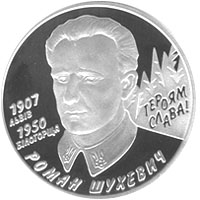 1907
ЛЬВІВ
1950
БІЛОГОРЩА
ГЕРОЯМ
СЛАВА!
РОМАН ШУХЕВИЧ